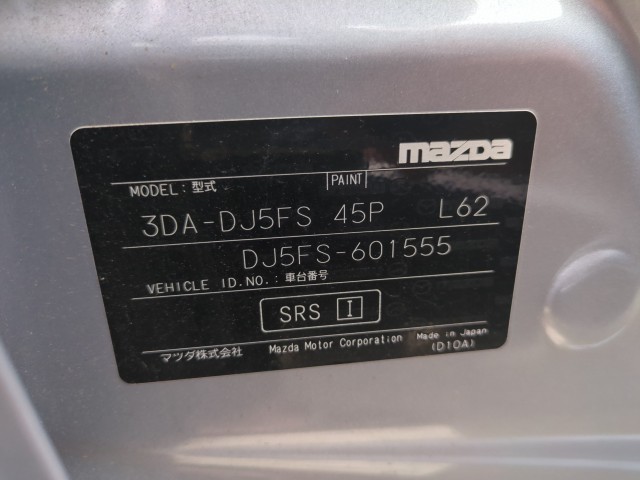 mazda
MODEL: 型式 PAINT
3DA-DJ5FS 45P L62
DJ5FS-601555
VEHICLE ID.NO.: 車台番号
SRS I
マツダ株式会社 Mazda Motor Corporation Made in Japan
(D10A)